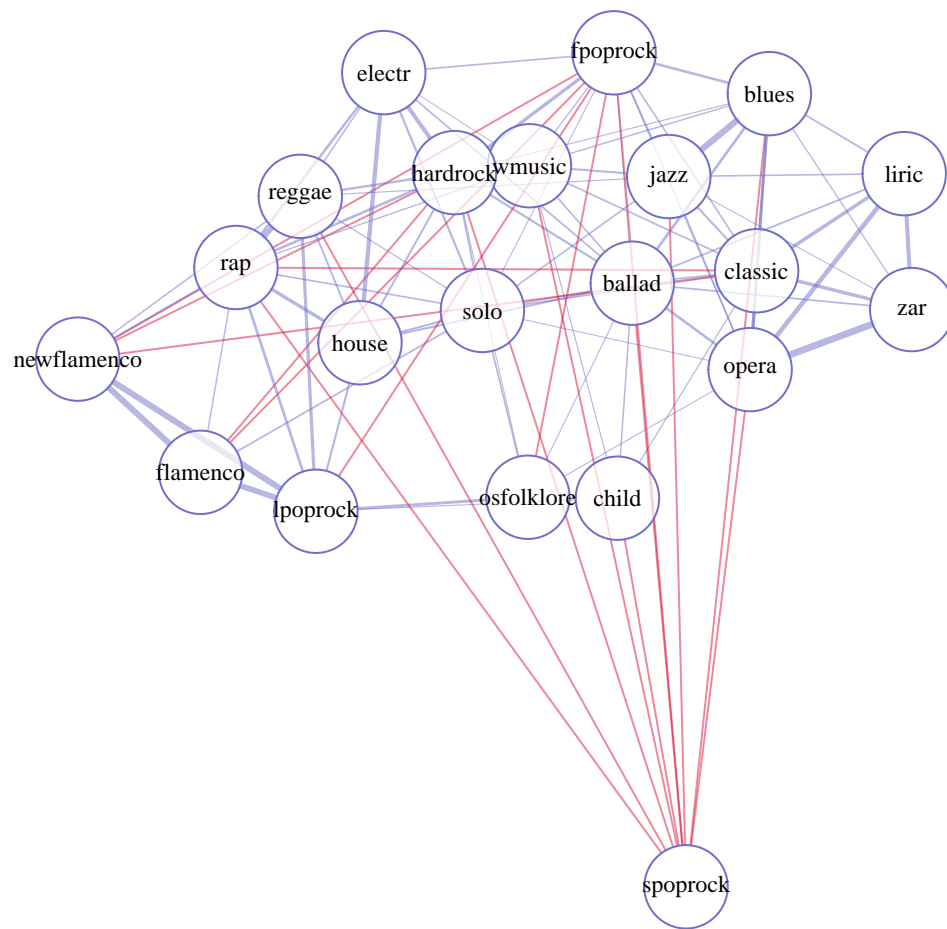 fpoprock
electr
blues
hardrock
wmusic
jazz
liric
reggae
rap
classic
ballad
solo
zar
house
newflamenco
opera
flamenco
lpoprock
osfolklore
child
spoprock